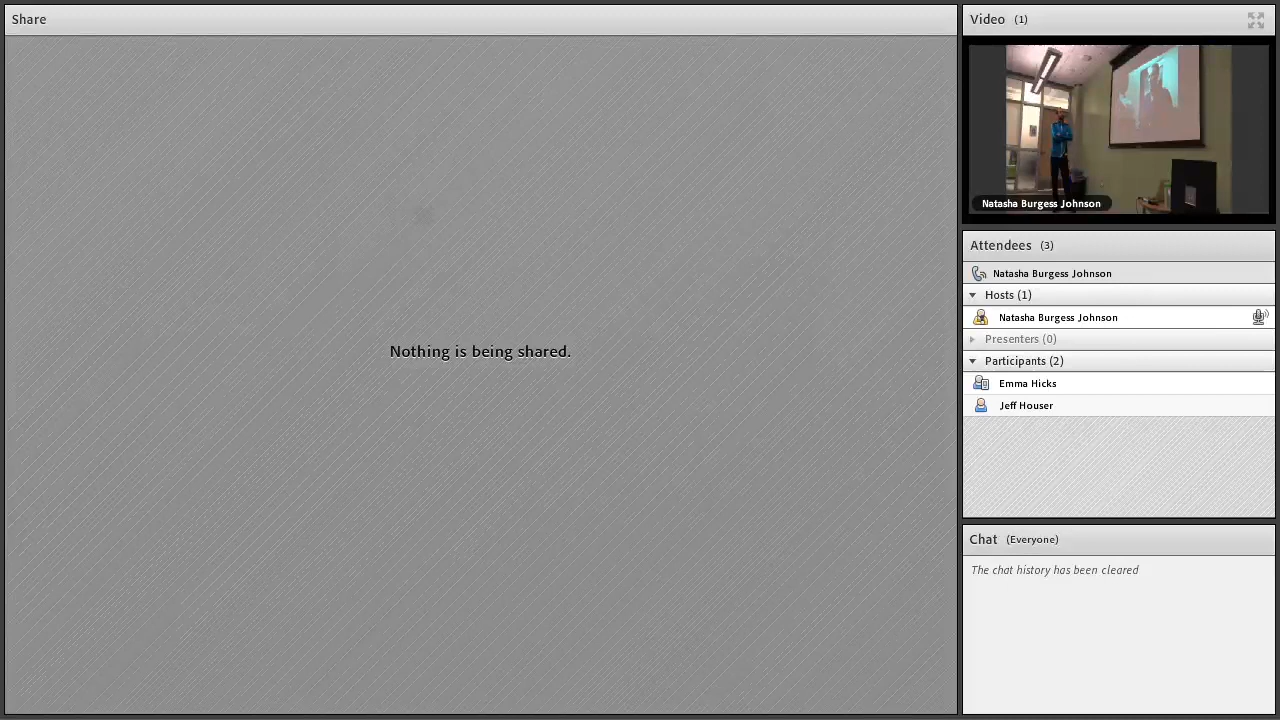 Share
Nothing is being shared.
Video (1)
Natasha Burgess Johnson
Attendees (3)
Natasha Burgess Johnson
Hosts (1)
Natasha Burgess Johnson
Presenters (0)
Participants (2)
Emma Hicks
Jeff Houser
Chat (Everyone)
The chat history has been cleared